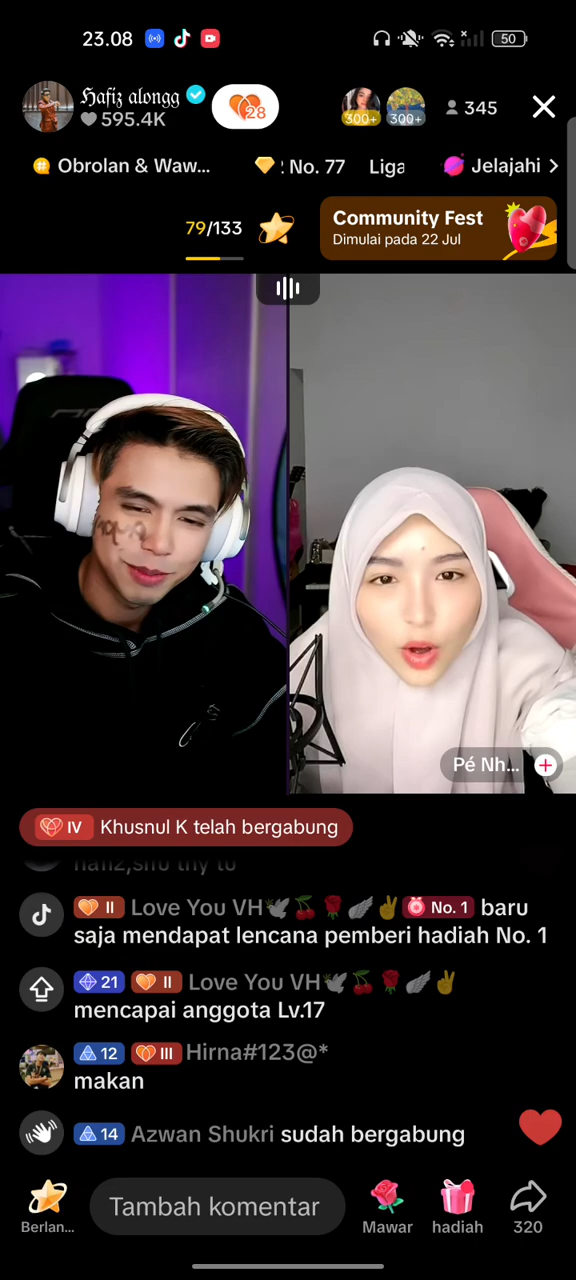 23.08
50
Hafiz alongg
595.4K
28
300+
300+
345
Obrolan & Waw...
No. 77
Liga
Jelajahi
79/133
Community Fest
Dimulai pada 22 Jul
Pé Nh...
IV Khusnul K telah bergabung
II Love You VH🕊️🍒🌹🪽✌️ No. 1 baru
saja mendapat lencana pemberi hadiah No. 1
21 II Love You VH🕊️🍒🌹🪽✌️
mencapai anggota Lv.17
12 III Hirna#123@*
makan
14 Azwan Shukri sudah bergabung
Berlan...
Tambah komentar
Mawar
hadiah
320